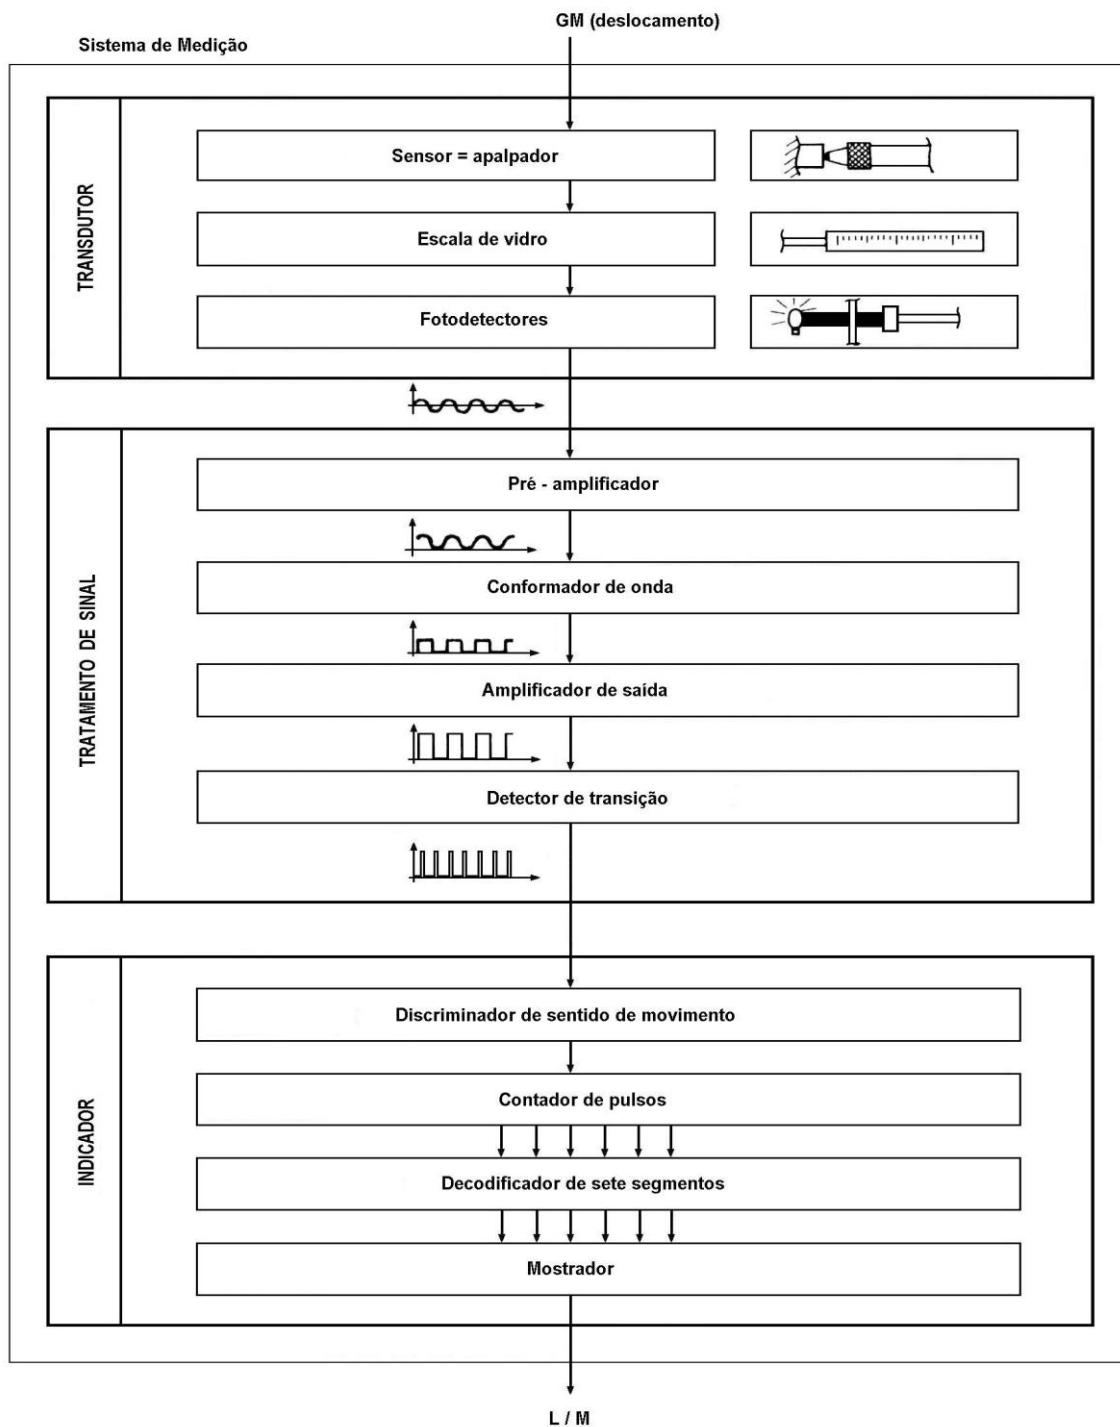 GM (deslocamento)
Sistema de Medição
TRANSDUTOR
Sensor = apalpador
Escala de vidro
Fotodetectores
TRATAMENTO DE SINAL
Pré - amplificador
Conformador de onda
Amplificador de saída
Detector de transição
INDICADOR
Discriminador de sentido de movimento
Contador de pulsos
Decodificador de sete segmentos
Mostrador
L / M